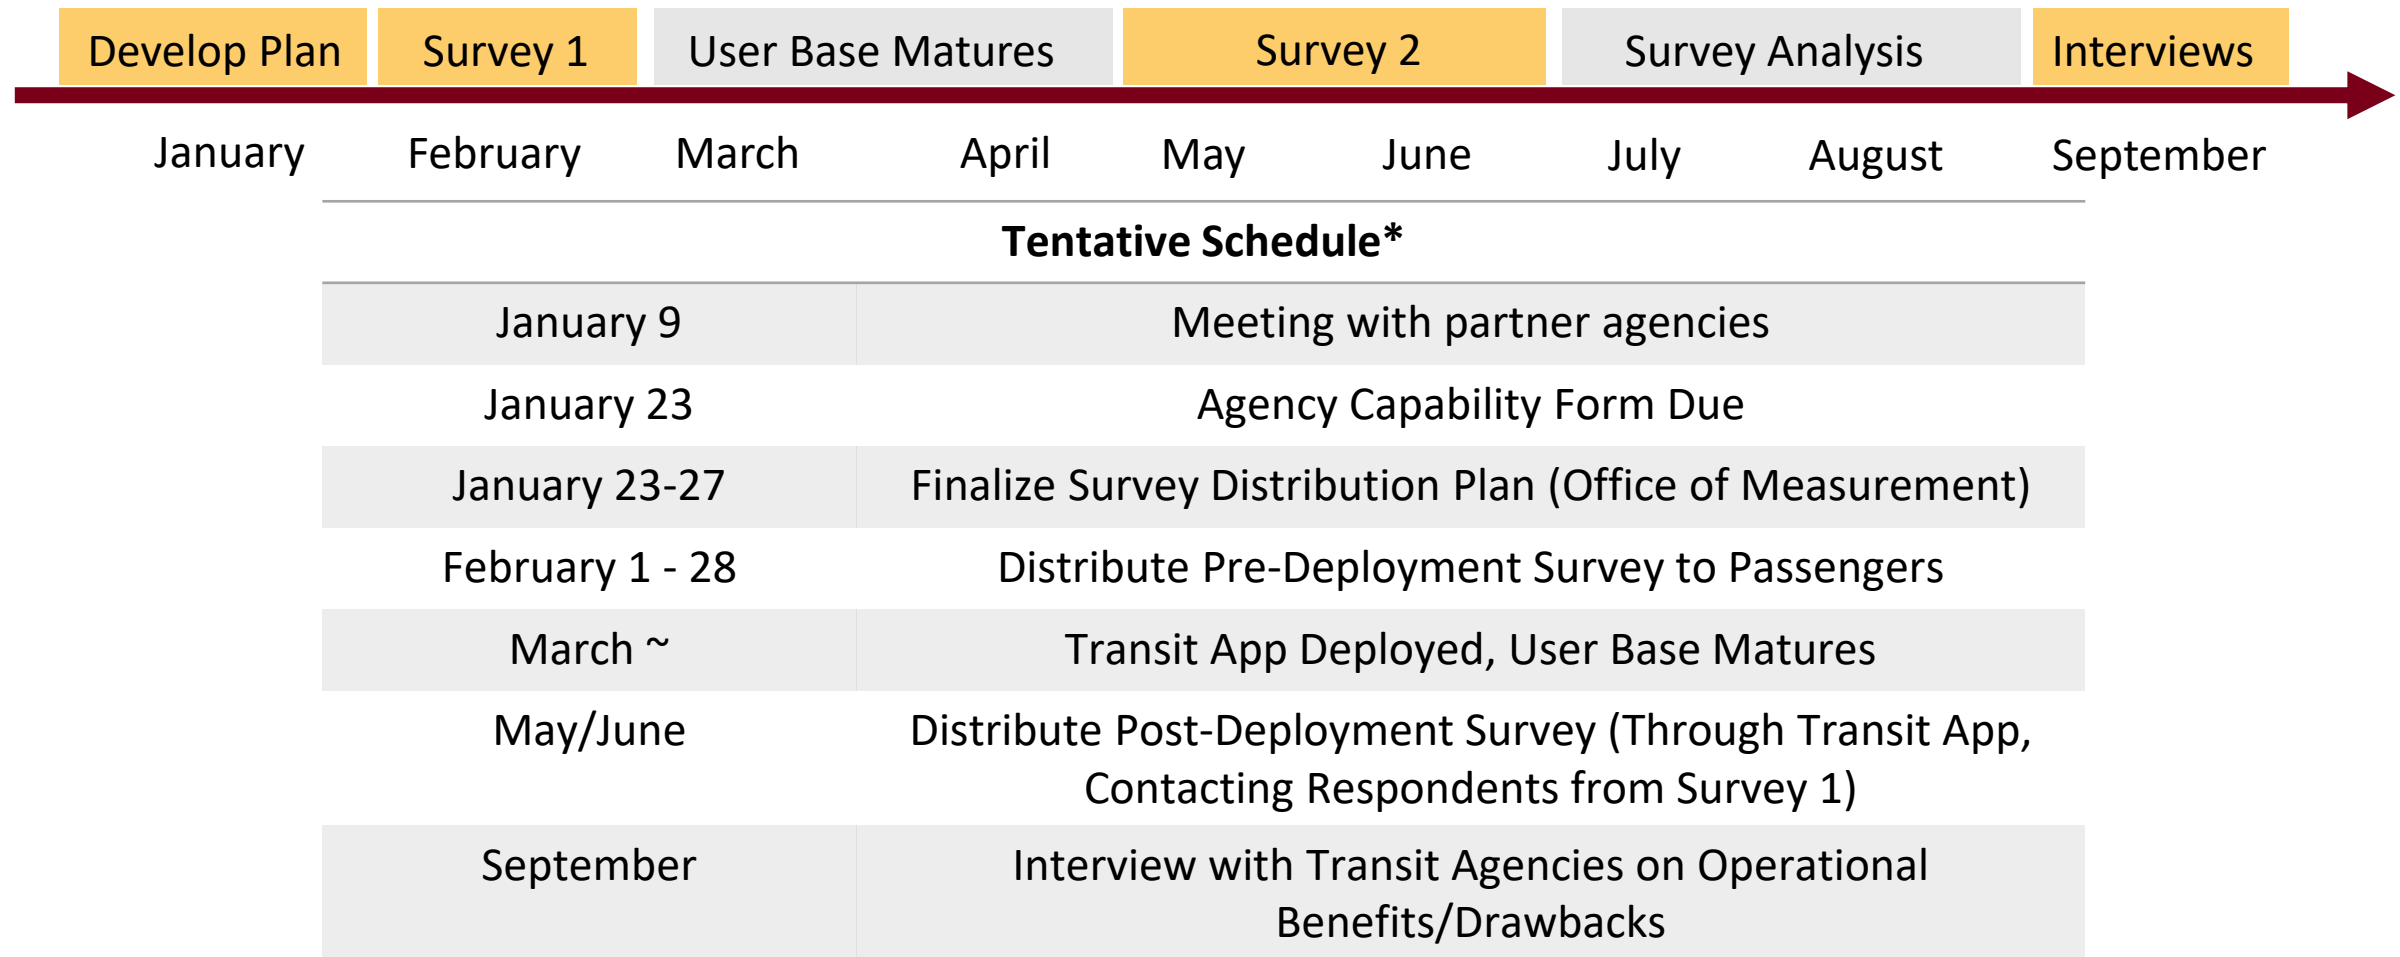 Develop Plan Survey 1 User Base Matures Survey 2 Survey Analysis Interviews
January February March April May June July August September
Tentative Schedule*
January 9 Meeting with partner agencies
January 23 Agency Capability Form Due
January 23-27 Finalize Survey Distribution Plan (Office of Measurement)
February 1 - 28 Distribute Pre-Deployment Survey to Passengers
March ~ Transit App Deployed, User Base Matures
May/June Distribute Post-Deployment Survey (Through Transit App,
Contacting Respondents from Survey 1)
September Interview with Transit Agencies on Operational
Benefits/Drawbacks